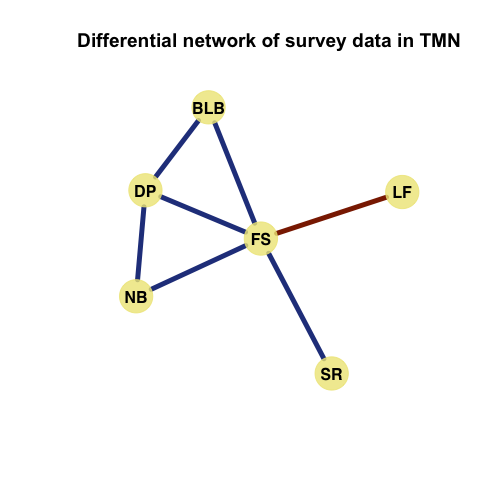 Differential network of survey data in TMN
BLB
DP
LF
FS
NB
SR